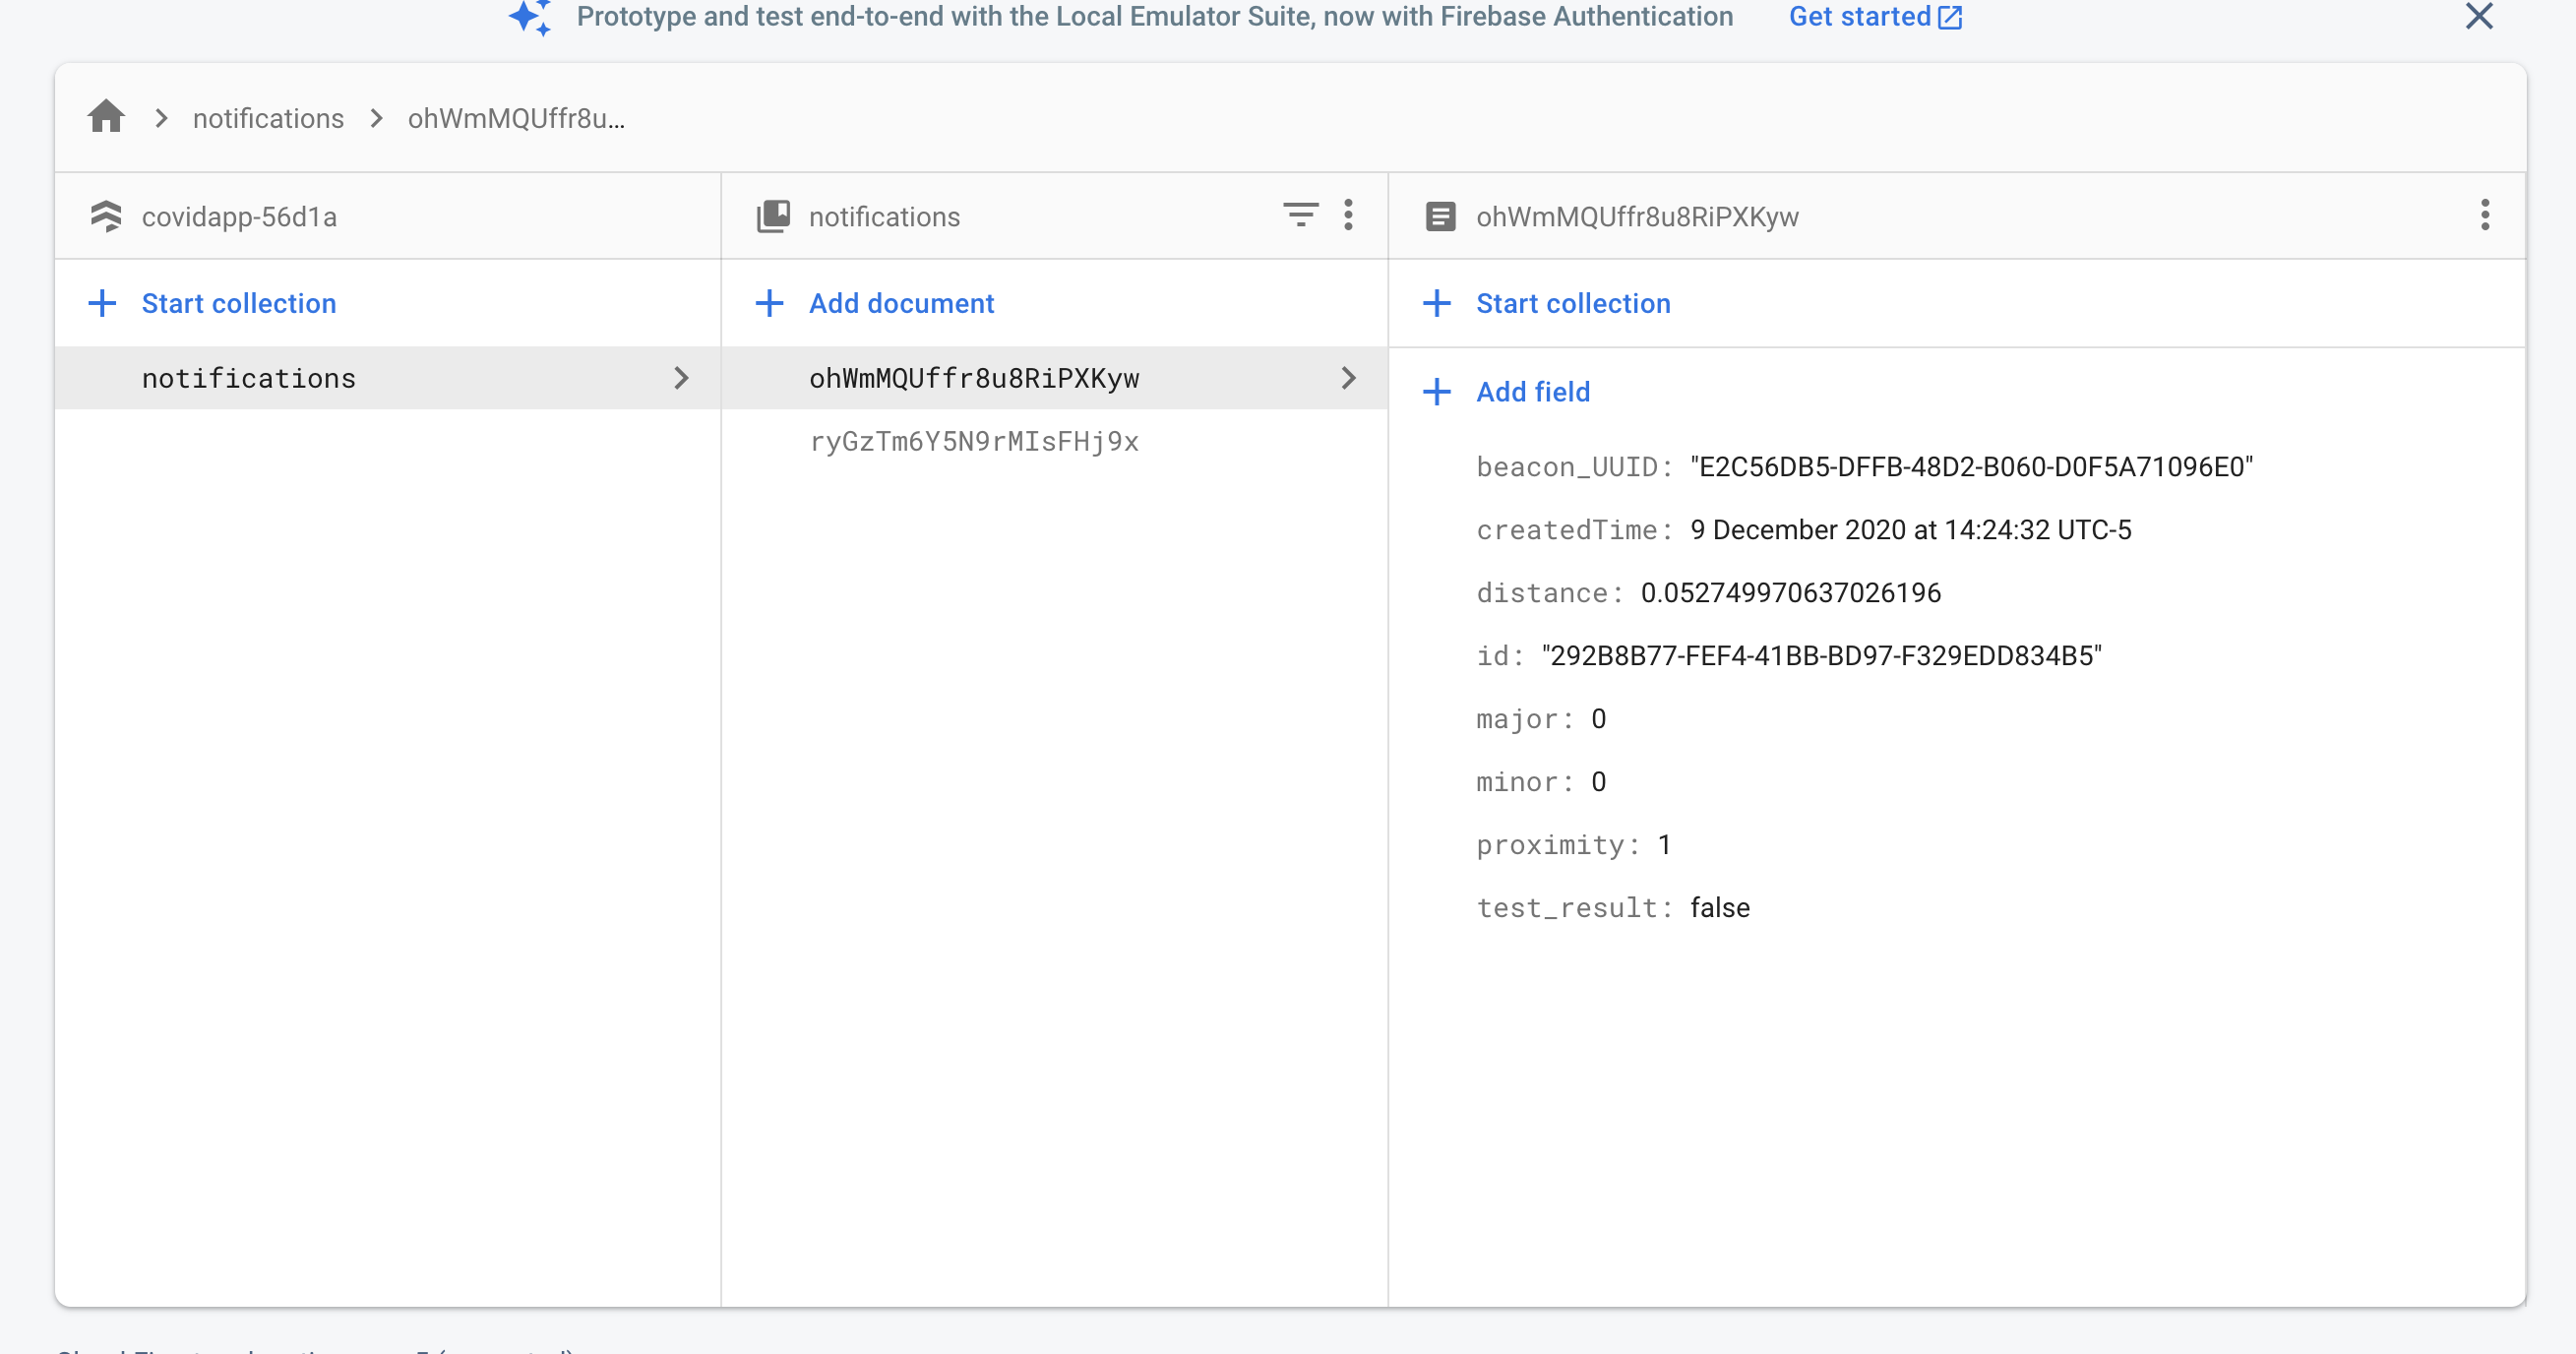 Prototype and test end-to-end with the Local Emulator Suite, now with Firebase Authentication Get started
notifications ohWmMQUffr8u...
covidapp-56d1a
Start collection
notifications
notifications
Add document
ohWmMQUffr8u8RiPXKyw
ryGzTm6Y5N9rMIsFHj9x
ohWmMQUffr8u8RiPXKyw
Start collection
Add field
beacon_UUID: "E2C56DB5-DFFB-48D2-B060-D0F5A71096E0"
createdTime: 9 December 2020 at 14:24:32 UTC-5
distance: 0.052749970637026196
id: "292B8B77-FEF4-41BB-BD97-F329EDD834B5"
major: 0
minor: 0
proximity: 1
test_result: false